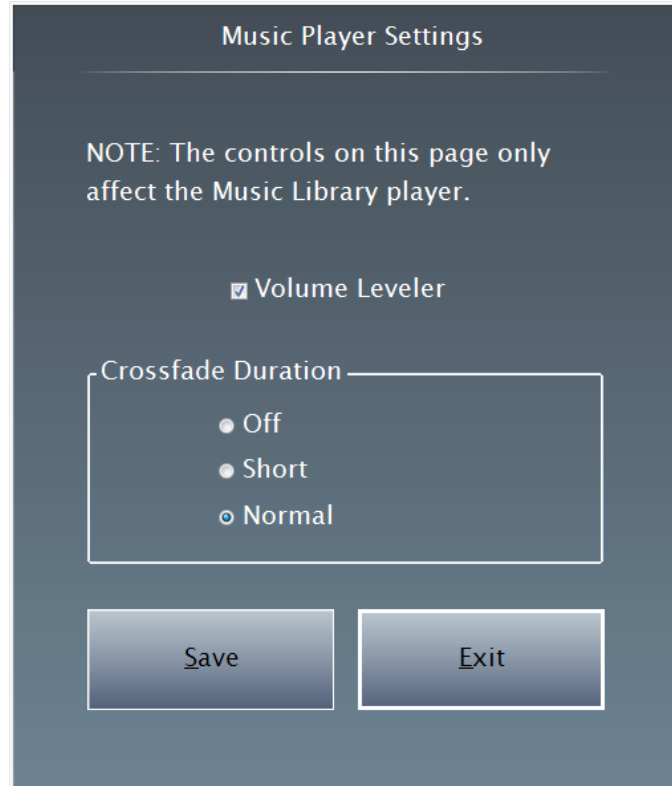 Music Player Settings
NOTE: The controls on this page only
affect the Music Library player.
Volume Leveler
Crossfade Duration
Off
Short
Normal
Save
Exit